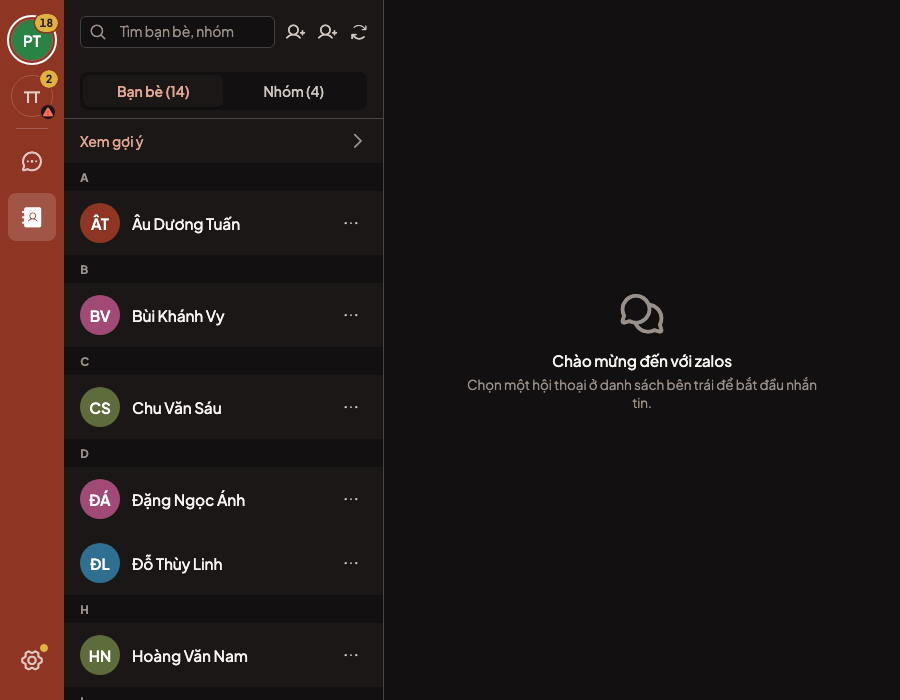 18
PT
2
TT
Tìm bạn bè, nhóm
Bạn bè (14)
Nhóm (4)
Xem gợi ý
A
ÂT
Âu Dương Tuấn
B
BV
Bùi Khánh Vy
C
CS
Chu Văn Sáu
D
ĐÁ
Đặng Ngọc Ánh
ĐL
Đỗ Thùy Linh
H
HN
Hoàng Văn Nam
Chào mừng đến với zalos
Chọn một hội thoại ở danh sách bên trái để bắt đầu nhắn
tin.